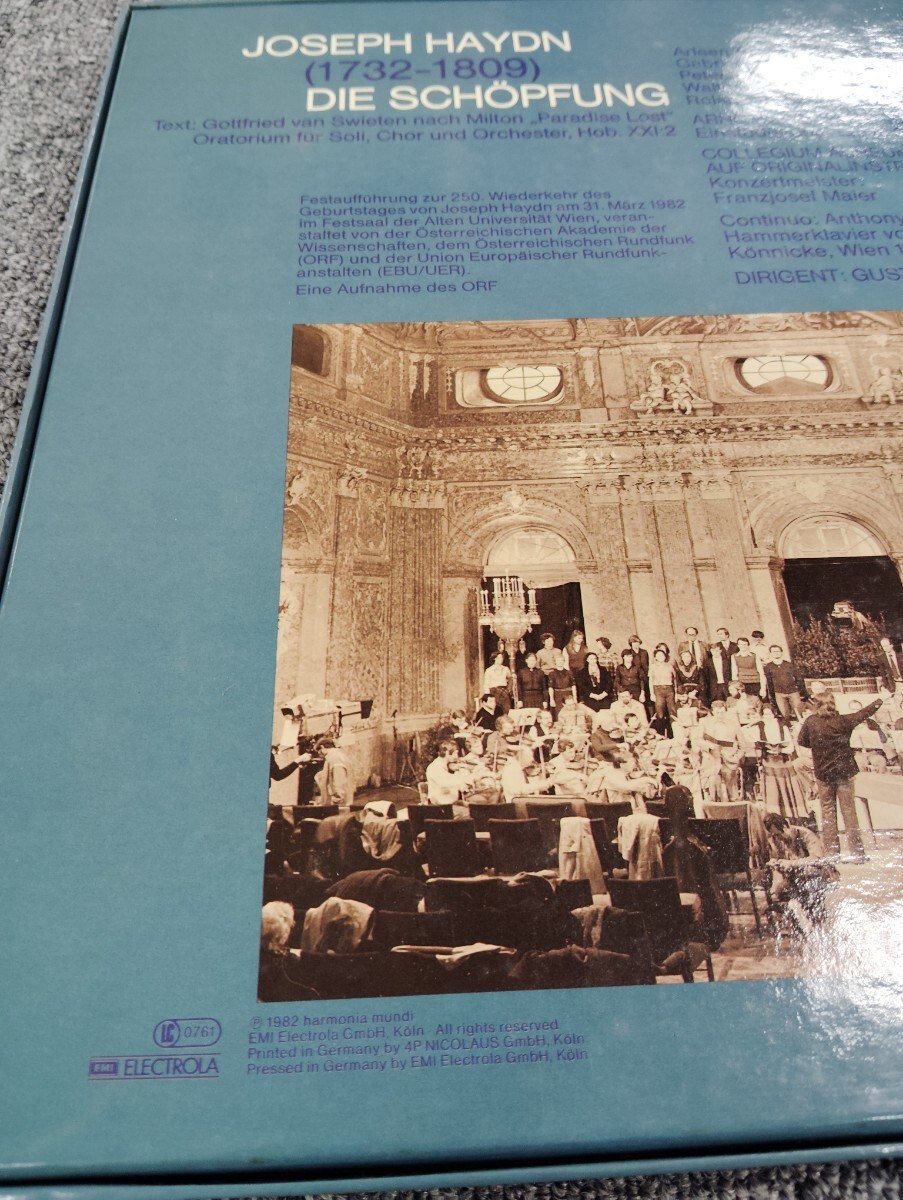 JOSEPH HAYDN
(1732–1809)
DIE SCHÖPFUNG
Text: Gottfried van Swieten nach Milton „Paradise Lost"
Oratorium für Soli, Chor und Orchester, Hob. XXI:2
Festaufführung zur 250. Wiederkehr des
Geburtstages von Joseph Haydn am 31. März 1982
im Festsaal der Alten Universität Wien, veran-
staltet von der Österreichischen Akademie der
Wissenschaften, dem Österreichischen Rundfunk
(ORF) und der Union Europäischer Rundfunk-
anstalten (EBU/UER).
Eine Aufnahme des ORF
Arleen
Peter
COLLEGIUM
AUF ORIGINALINSTR
Konzertmeister:
Franzjosef Maier
Continuo: Anthony
Hammerklavier vo
Könnicke, Wien 1
DIRIGENT: GUST
LC 0761
EMI ELECTROLA
℗ 1982 harmonia mundi
EMI Electrola GmbH, Köln · All rights reserved
Printed in Germany by 4P NICOLAUS GmbH, Köln
Pressed in Germany by EMI Electrola GmbH, Köln